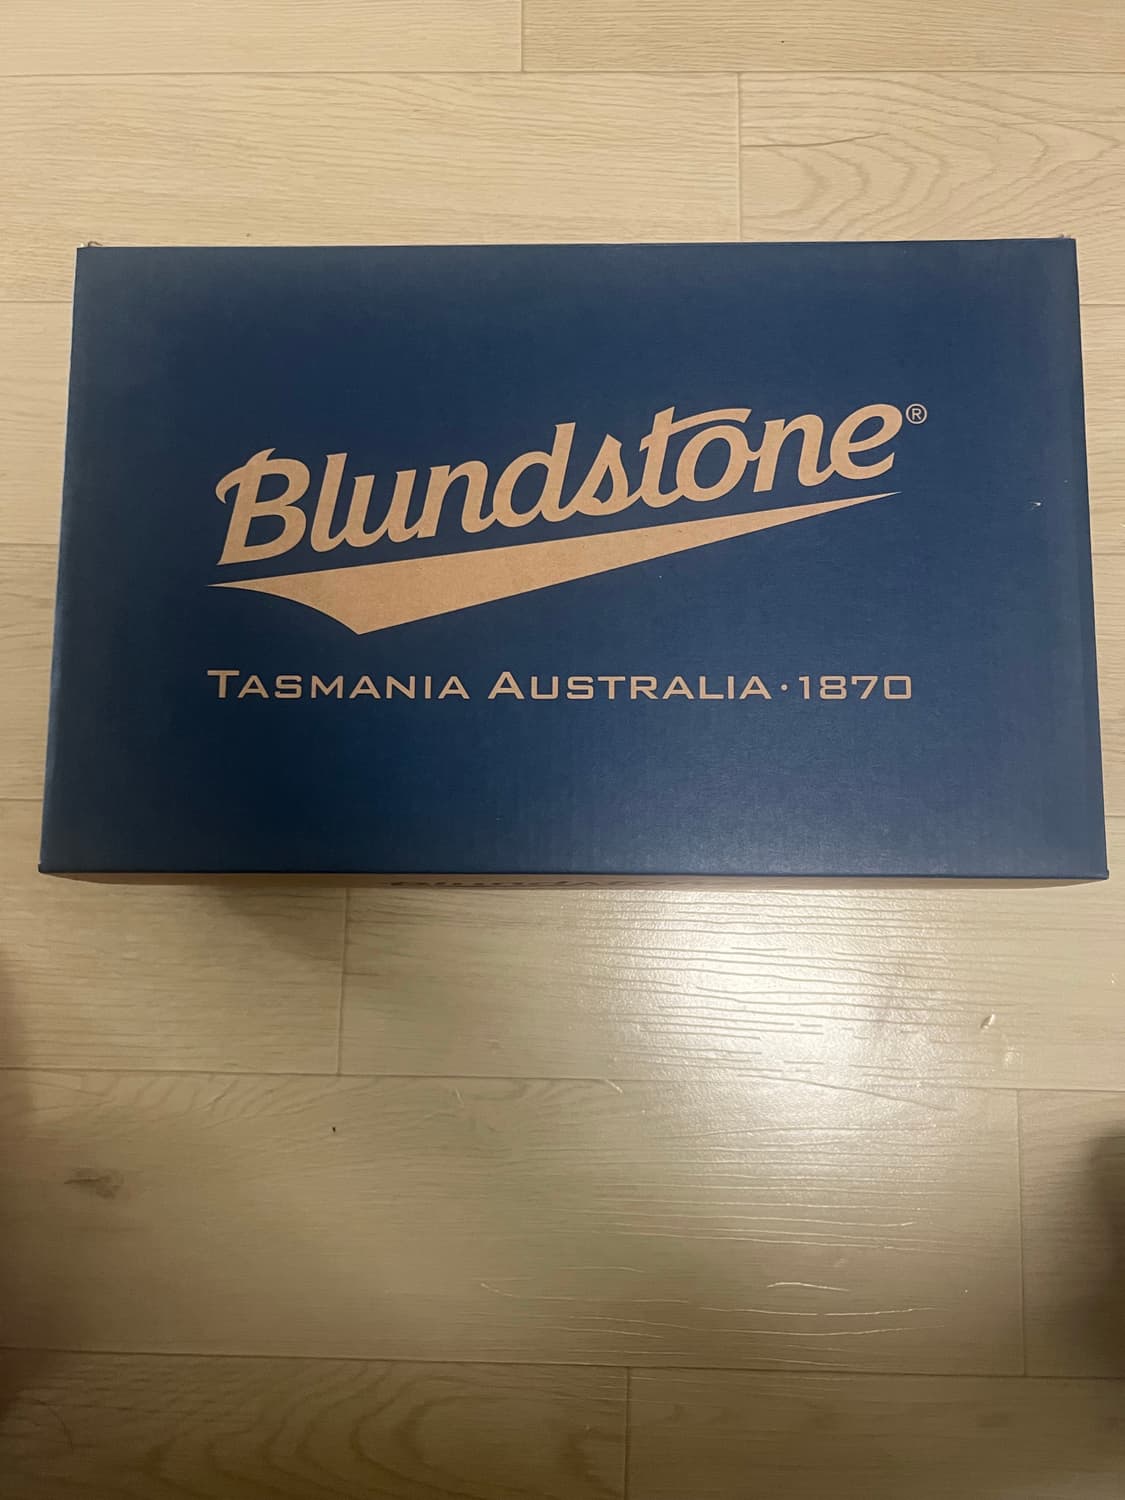 Blundstone®
TASMANIA AUSTRALIA · 1870